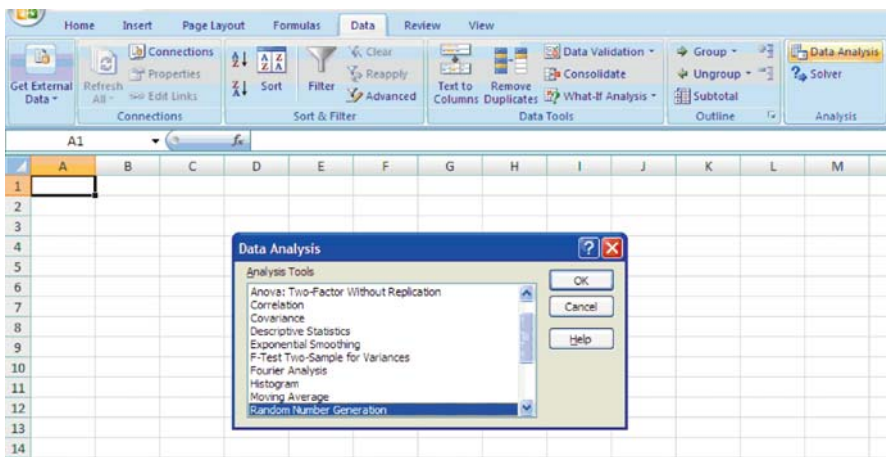 Home Insert Page Layout Formulas Data Review View
Get External Data
Refresh All
Connections
Properties
Edit Links
Connections
A Z
Z A
Sort
Filter
Clear
Reapply
Advanced
Sort & Filter
Text to Columns
Remove Duplicates
Data Validation
Consolidate
What-If Analysis
Data Tools
Group
Ungroup
Subtotal
Outline
Data Analysis
Solver
Analysis
A1 fx
A B C D E F G H I J K L M
1
2
3
4
5
6
7
8
9
10
11
12
13
14
Data Analysis
Analysis Tools
Anova: Two-Factor Without Replication
Correlation
Covariance
Descriptive Statistics
Exponential Smoothing
F-Test Two-Sample for Variances
Fourier Analysis
Histogram
Moving Average
Random Number Generation
OK
Cancel
Help